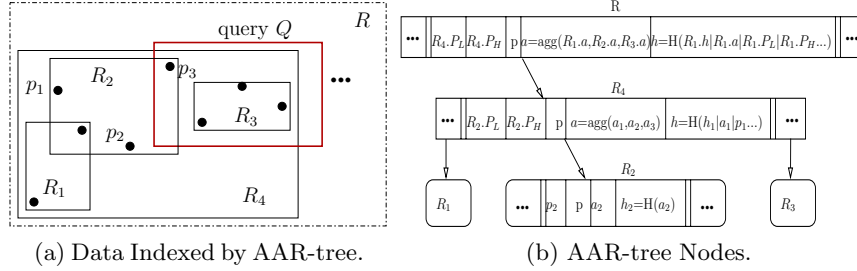 R
query Q
p1
R2
p3
...
p2
R3
R1
R4
(a) Data Indexed by AAR-tree.
R
... R4.PL R4.PH p a=agg(R1.a,R2.a,R3.a) h=H(R1.h|R1.a|R1.PL|R1.PH...) ...
R4
... R2.PL R2.PH p a=agg(a1,a2,a3) h=H(h1|a1|p1...) ...
R2
R1
... p2 p a2 h2=H(a2) ...
R3
(b) AAR-tree Nodes.